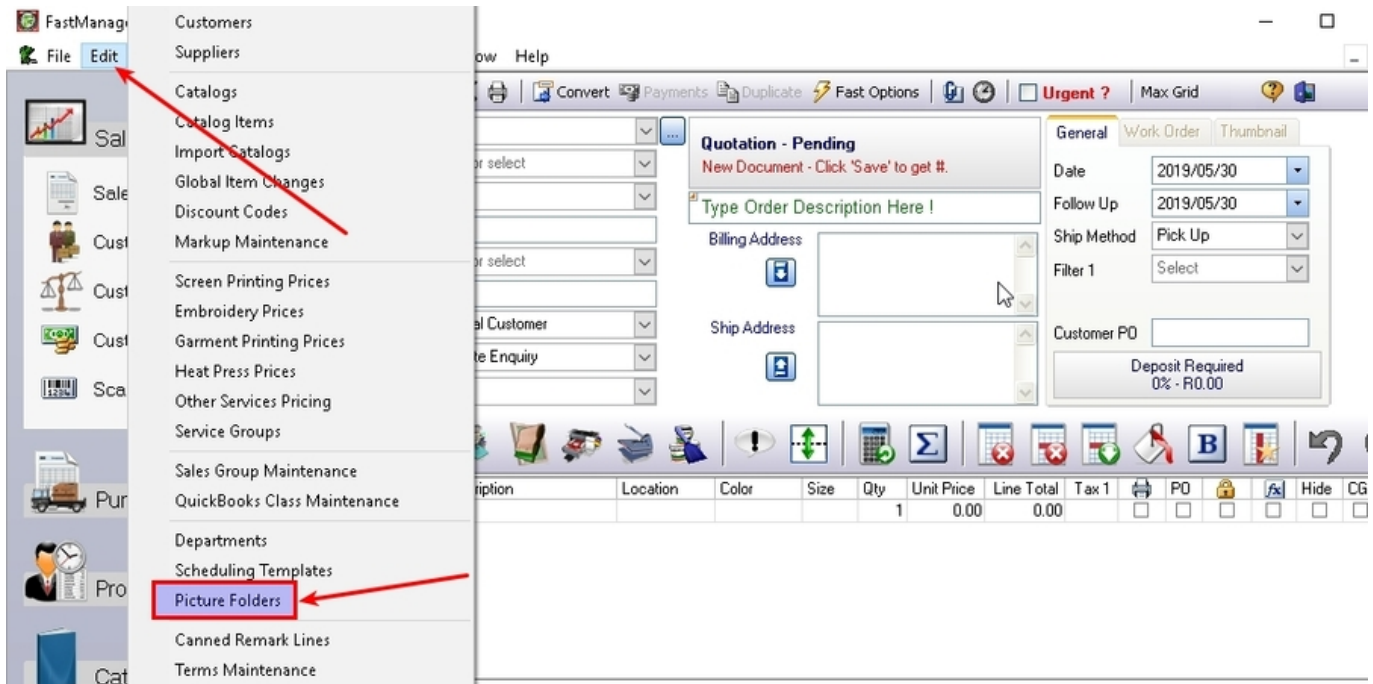 FastManag
File Edit
ow Help
Customers
Suppliers
Catalogs
Catalog Items
Import Catalogs
Global Item Changes
Discount Codes
Markup Maintenance
Screen Printing Prices
Embroidery Prices
Garment Printing Prices
Heat Press Prices
Other Services Pricing
Service Groups
Sales Group Maintenance
QuickBooks Class Maintenance
Departments
Scheduling Templates
Picture Folders
Canned Remark Lines
Terms Maintenance
Sal
Sale
Cust
Cust
Cust
Sca
Pur
Pro
Cat
Convert Payments Duplicate Fast Options Urgent ? Max Grid
or select
or select
al Customer
te Enquiry
...
Quotation - Pending
New Document - Click 'Save' to get #.
Type Order Description Here !
Billing Address
Ship Address
General Work Order Thumbnail
Date 2019/05/30
Follow Up 2019/05/30
Ship Method Pick Up
Filter 1 Select
Customer PO
Deposit Required
0% - R0.00
B
Σ
iption Location Color Size Qty Unit Price Line Total Tax 1 PO fx Hide CG
1 0.00 0.00